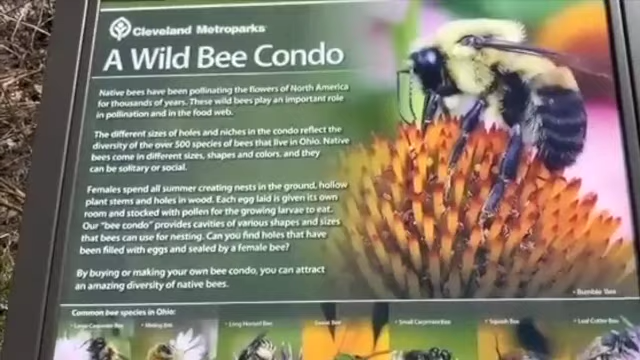 Cleveland Metroparks
A Wild Bee Condo
Native bees have been pollinating the flowers of North America
for thousands of years. These wild bees play an important role
in pollination and in the food web.
The different sizes of holes and niches in the condo reflect the
diversity of the over 500 species of bees that live in Ohio. Native
bees come in different sizes, shapes and colors, and they
can be solitary or social.
Females spend all summer creating nests in the ground, hollow
plant stems and holes in wood. Each egg laid is given its own
room and stocked with pollen for the growing larvae to eat.
Our "bee condo" provides cavities of various shapes and sizes
that bees can use for nesting. Can you find holes that have
been filled with eggs and sealed by a female bee?
By buying or making your own bee condo, you can attract
an amazing diversity of native bees.
• Bumble Bee
Common bee species in Ohio:
• Large Carpenter Bee • Mining Bee • Long Horned Bee Sweat Bee • Small Carpenter Bee • Squash Bee • Leaf Cutter Bee